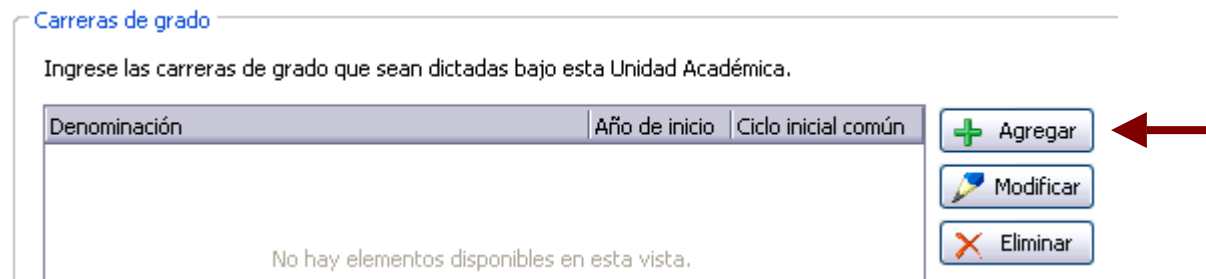 Carreras de grado
Ingrese las carreras de grado que sean dictadas bajo esta Unidad Académica.
Denominación Año de inicio Ciclo inicial común
Agregar
Modificar
Eliminar
No hay elementos disponibles en esta vista.